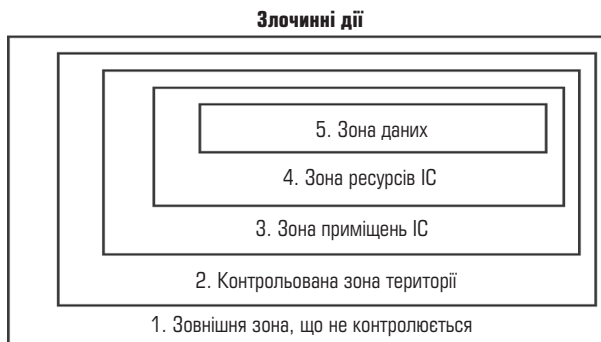 Злочинні дії
5. Зона даних
4. Зона ресурсів ІС
3. Зона приміщень ІС
2. Контрольована зона території
1. Зовнішня зона, що не контролюється